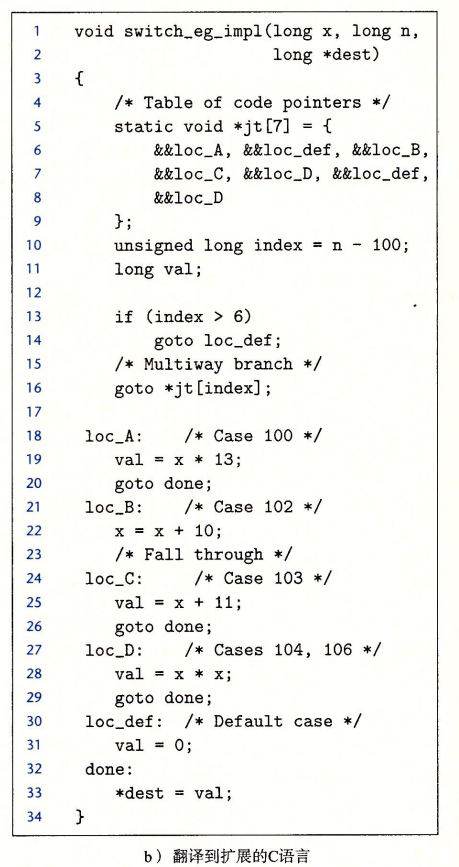 1 void switch_eg_impl(long x, long n,
2 long *dest)
3 {
4 /* Table of code pointers */
5 static void *jt[7] = {
6 &&loc_A, &&loc_def, &&loc_B,
7 &&loc_C, &&loc_D, &&loc_def,
8 &&loc_D
9 };
10 unsigned long index = n - 100;
11 long val;
12
13 if (index > 6)
14 goto loc_def;
15 /* Multiway branch */
16 goto *jt[index];
17
18 loc_A: /* Case 100 */
19 val = x * 13;
20 goto done;
21 loc_B: /* Case 102 */
22 x = x + 10;
23 /* Fall through */
24 loc_C: /* Case 103 */
25 val = x + 11;
26 goto done;
27 loc_D: /* Cases 104, 106 */
28 val = x * x;
29 goto done;
30 loc_def: /* Default case */
31 val = 0;
32 done:
33 *dest = val;
34 }
b）翻译到扩展的C语言